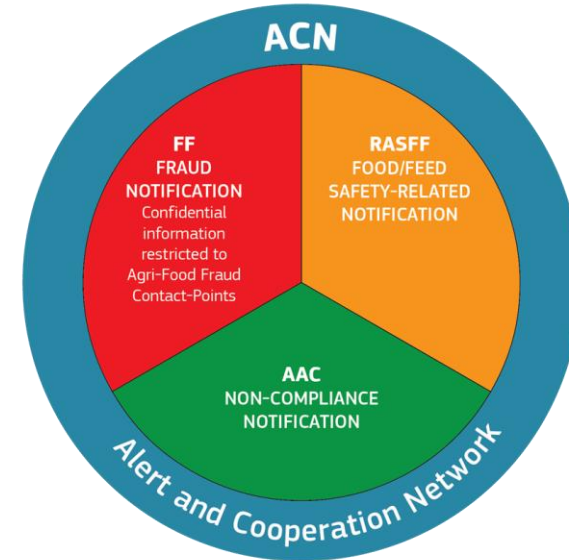 ACN
FF
FRAUD
NOTIFICATION
Confidential
information
restricted to
Agri-Food Fraud
Contact-Points
RASFF
FOOD/FEED
SAFETY-RELATED
NOTIFICATION
AAC
NON-COMPLIANCE
NOTIFICATION
Alert and Cooperation Network